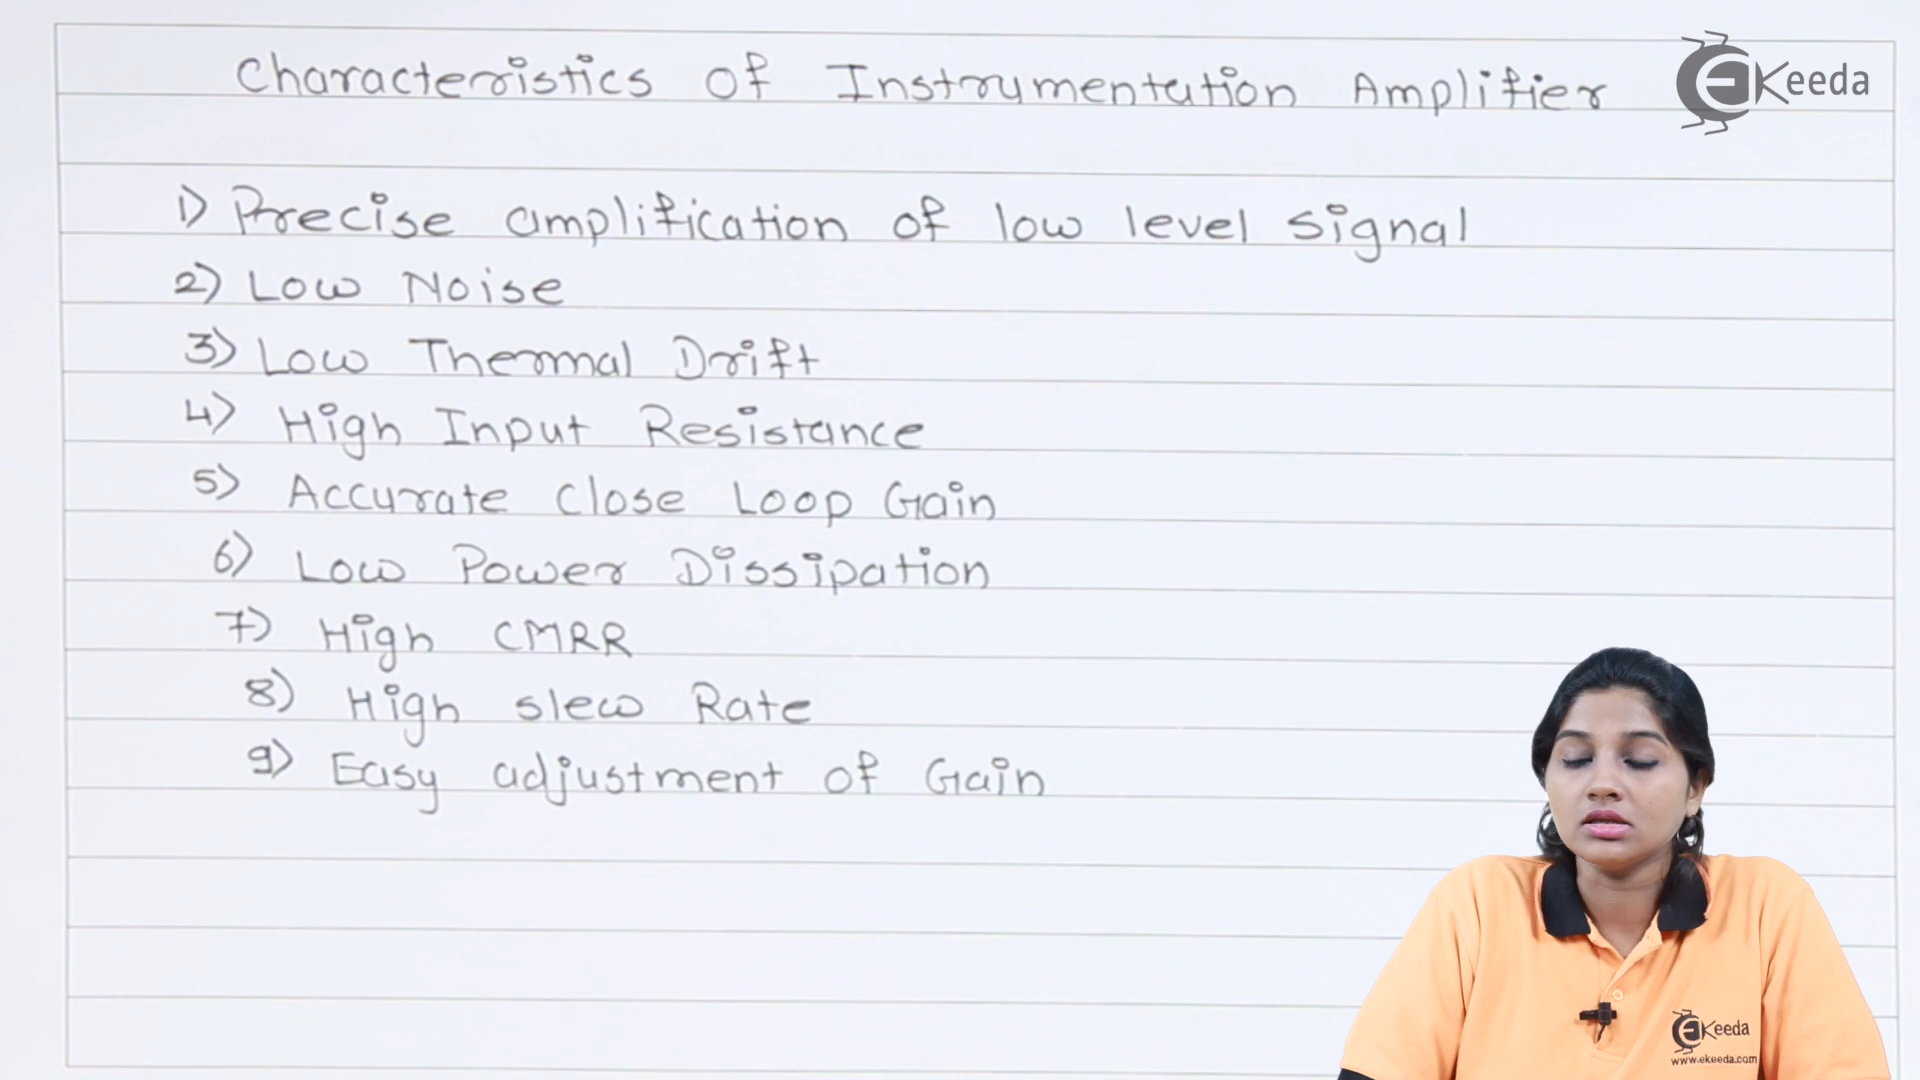 Characteristics of Instrumentation Amplifier
EKeeda
1) Precise amplification of low level signal
2) Low Noise
3) Low Thermal Drift
4) High Input Resistance
5) Accurate Close Loop Gain
6) Low Power Dissipation
7) High CMRR
8) High slew Rate
9) Easy adjustment of Gain
EKeeda
www.ekeeda.com